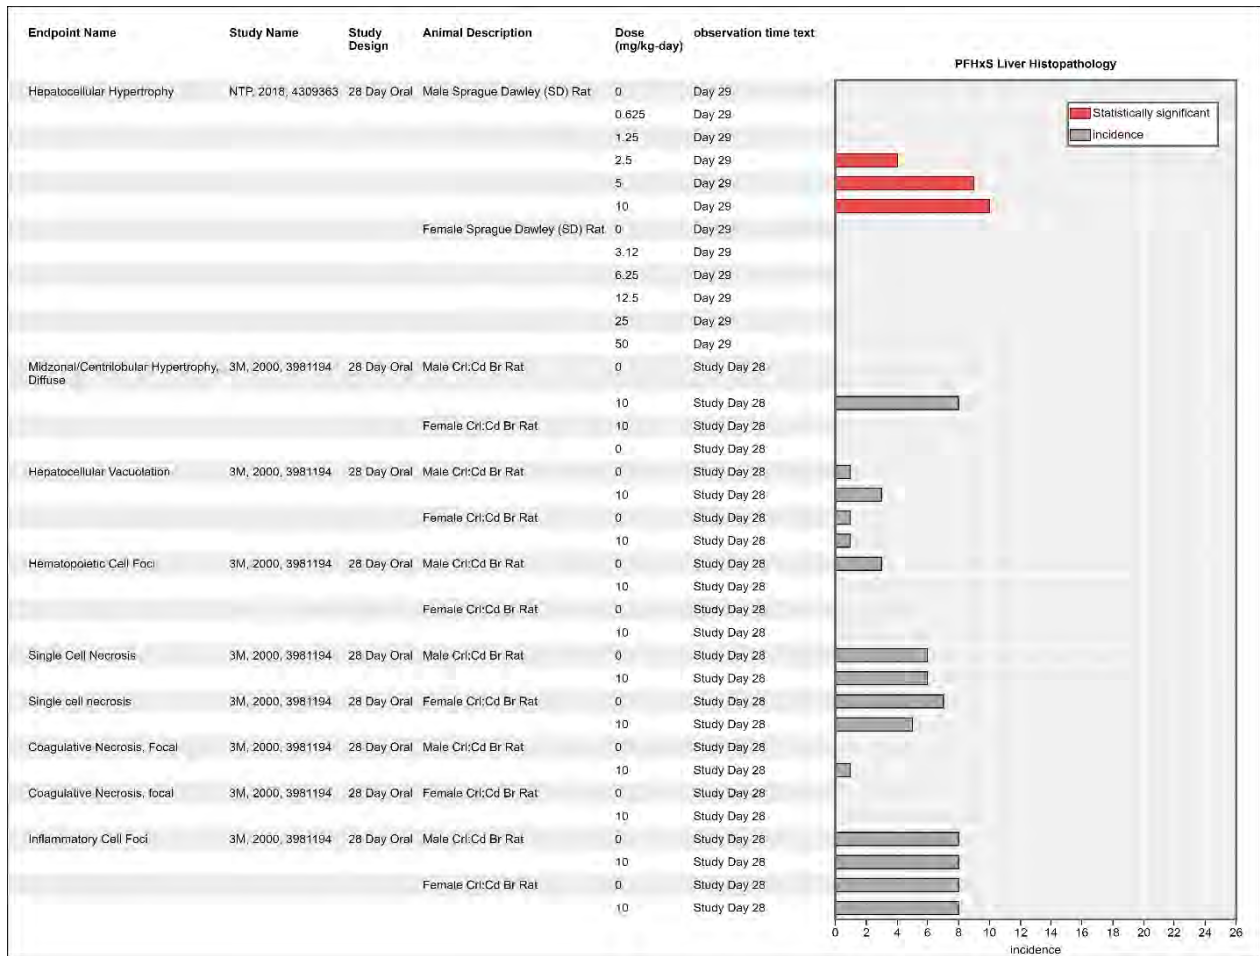 Endpoint Name Study Name Study Design Animal Description Dose (mg/kg-day) observation time text
PFHxS Liver Histopathology
Statistically significant
incidence
Hepatocellular Hypertrophy NTP, 2018, 4309363 28 Day Oral Male Sprague Dawley (SD) Rat 0 Day 29
0.625 Day 29
1.25 Day 29
2.5 Day 29
5 Day 29
10 Day 29
Female Sprague Dawley (SD) Rat 0 Day 29
3.12 Day 29
6.25 Day 29
12.5 Day 29
25 Day 29
50 Day 29
Midzonal/Centrilobular Hypertrophy, Diffuse 3M, 2000, 3981194 28 Day Oral Male Crl:Cd Br Rat 0 Study Day 28
10 Study Day 28
Female Crl:Cd Br Rat 10 Study Day 28
0 Study Day 28
Hepatocellular Vacuolation 3M, 2000, 3981194 28 Day Oral Male Crl:Cd Br Rat 0 Study Day 28
10 Study Day 28
Female Crl:Cd Br Rat 0 Study Day 28
10 Study Day 28
Hematopoietic Cell Foci 3M, 2000, 3981194 28 Day Oral Male Crl:Cd Br Rat 0 Study Day 28
10 Study Day 28
Female Crl:Cd Br Rat 0 Study Day 28
10 Study Day 28
Single Cell Necrosis 3M, 2000, 3981194 28 Day Oral Male Crl:Cd Br Rat 0 Study Day 28
10 Study Day 28
Single cell necrosis 3M, 2000, 3981194 28 Day Oral Female Crl:Cd Br Rat 0 Study Day 28
10 Study Day 28
Coagulative Necrosis, Focal 3M, 2000, 3981194 28 Day Oral Male Crl:Cd Br Rat 0 Study Day 28
10 Study Day 28
Coagulative Necrosis, focal 3M, 2000, 3981194 28 Day Oral Female Crl:Cd Br Rat 0 Study Day 28
10 Study Day 28
Inflammatory Cell Foci 3M, 2000, 3981194 28 Day Oral Male Crl:Cd Br Rat 0 Study Day 28
10 Study Day 28
Female Crl:Cd Br Rat 0 Study Day 28
10 Study Day 28
0 2 4 6 8 10 12 14 16 18 20 22 24 26
incidence